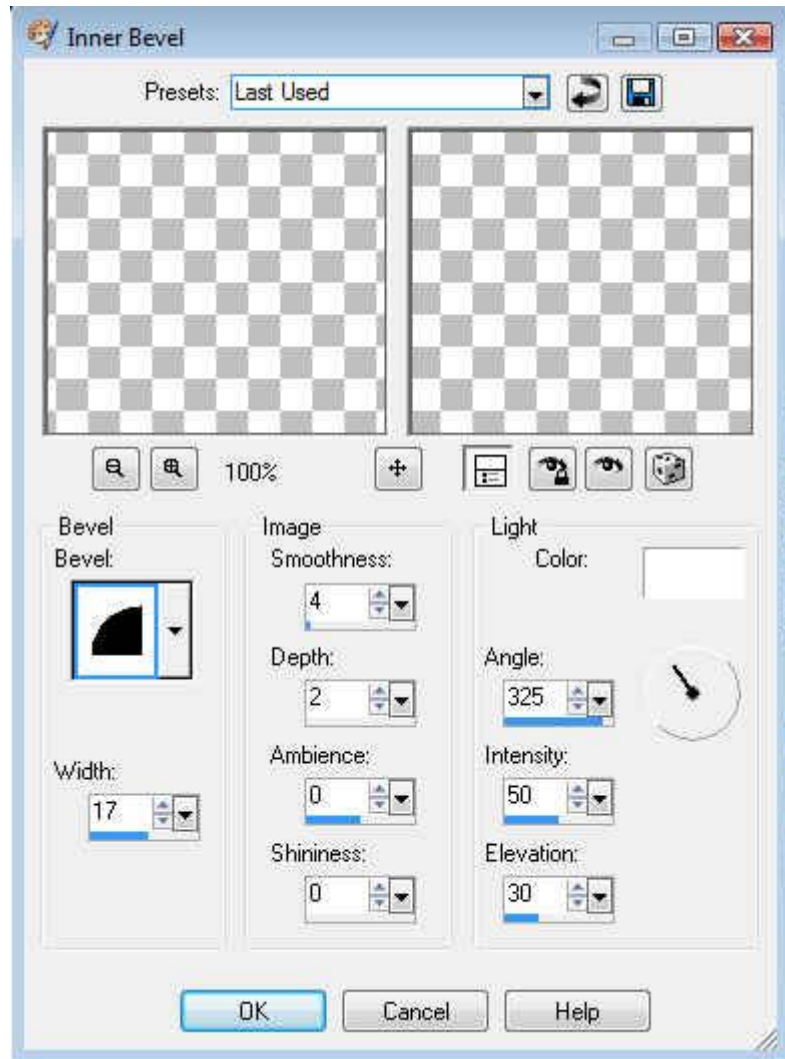 Inner Bevel
Presets: Last Used
100%
Bevel
Bevel:
Width:
17
Image
Smoothness:
4
Depth:
2
Ambience:
0
Shininess:
0
Light
Color:
Angle:
325
Intensity:
50
Elevation:
30
OK Cancel Help